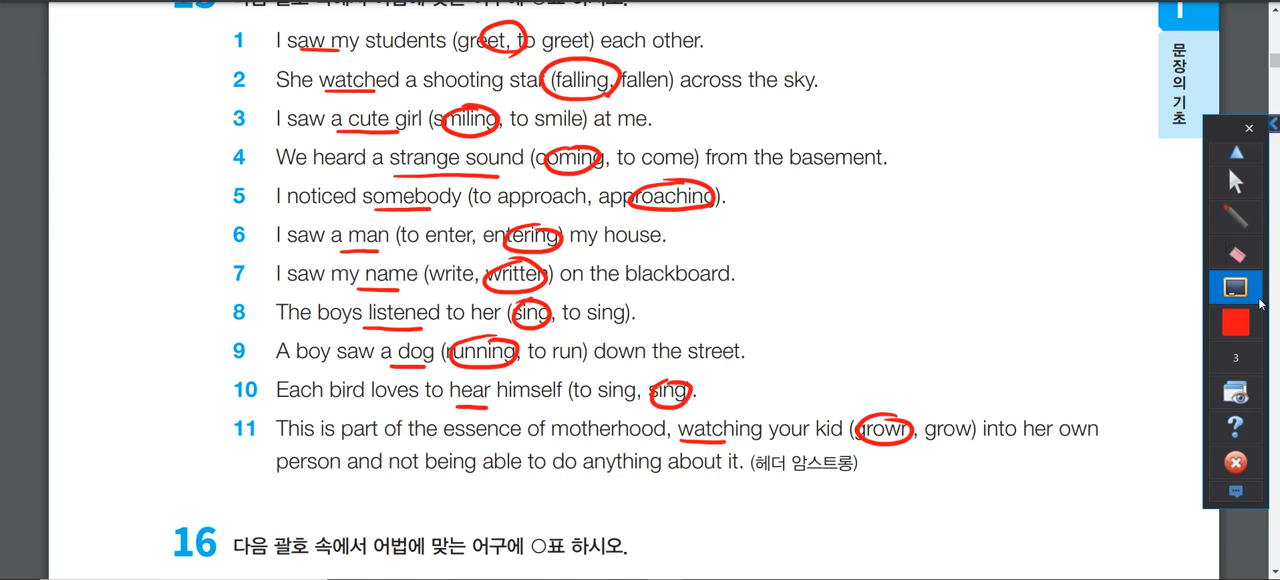 1 I saw my students (greet, to greet) each other.
2 She watched a shooting star (falling, fallen) across the sky.
3 I saw a cute girl (smiling, to smile) at me.
4 We heard a strange sound (coming, to come) from the basement.
5 I noticed somebody (to approach, approaching).
6 I saw a man (to enter, entering) my house.
7 I saw my name (write, written) on the blackboard.
8 The boys listened to her (sing, to sing).
9 A boy saw a dog (running, to run) down the street.
10 Each bird loves to hear himself (to sing, sing).
11 This is part of the essence of motherhood, watching your kid (grown, grow) into her own
person and not being able to do anything about it. (헤더 암스트롱)
16 다음 괄호 속에서 어법에 맞는 어구에 ○표 하시오.
문장의 기초
3